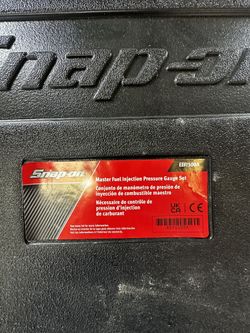 Snap-on
EEFI500A
Snap-on
Master Fuel Injection Pressure Gauge Set
Conjunto de manómetro de presión de
inyección de combustible maestro
Nécessaire de contrôle de
pression d'injection
de carburant
UK
CA
CE